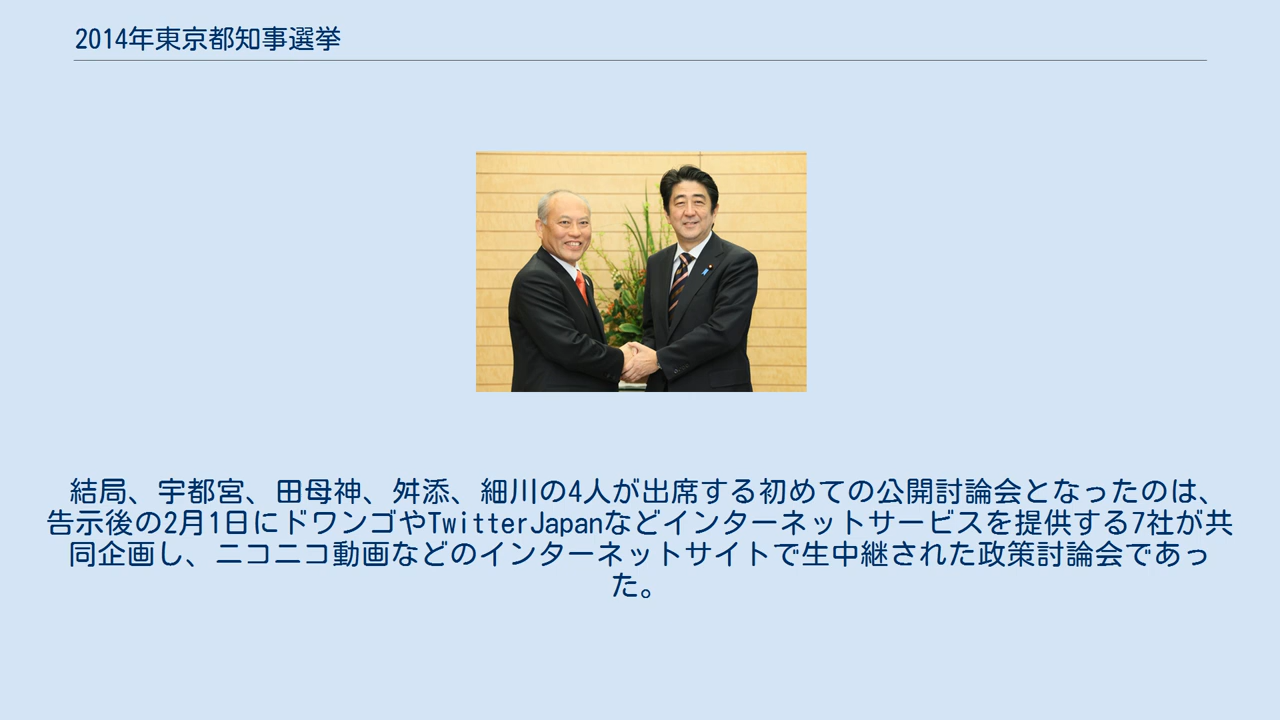 2014年東京都知事選挙
結局、宇都宮、田母神、舛添、細川の4人が出席する初めての公開討論会となったのは、
告示後の2月1日にドワンゴやTwitterJapanなどインターネットサービスを提供する7社が共
同企画し、ニコニコ動画などのインターネットサイトで生中継された政策討論会であっ
た。